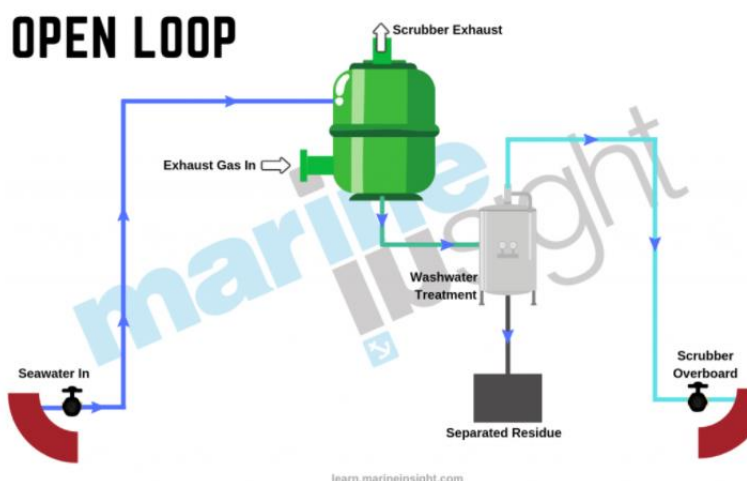 OPEN LOOP
Scrubber Exhaust
Exhaust Gas In
marine
insight
Washwater
Treatment
Seawater In
Scrubber
Overboard
Separated Residue
learn.marineinsight.com